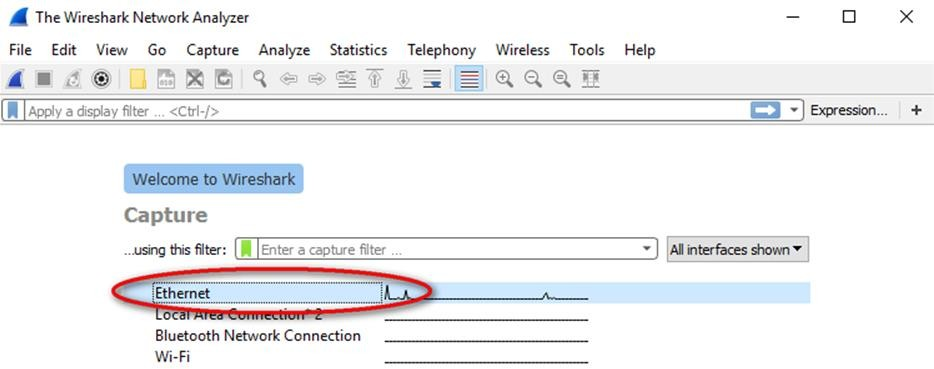 The Wireshark Network Analyzer
File Edit View Go Capture Analyze Statistics Telephony Wireless Tools Help
Apply a display filter ... <Ctrl-/> Expression... +
Welcome to Wireshark
Capture
...using this filter: Enter a capture filter ... All interfaces shown
Ethernet
Local Area Connection* 2
Bluetooth Network Connection
Wi-Fi